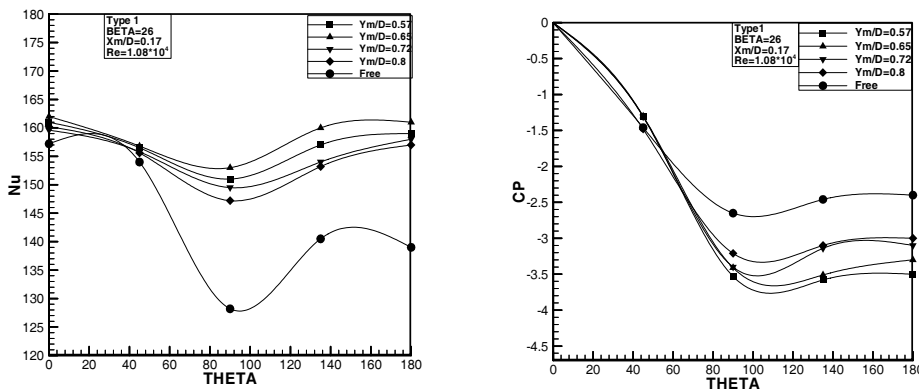 Type 1
BETA=26
Xm/D=0.17
Re=1.08*10⁴
Ym/D=0.57
Ym/D=0.65
Ym/D=0.72
Ym/D=0.8
Free
180
175
170
165
160
155
150
145
140
135
130
125
120
Nu
0 20 40 60 80 100 120 140 160 180
THETA
Type1
BETA=26
Xm/D=0.17
Re=1.08*10⁴
Ym/D=0.57
Ym/D=0.65
Ym/D=0.72
Ym/D=0.8
Free
0
-0.5
-1
-1.5
-2
-2.5
-3
-3.5
-4
-4.5
CP
0 20 40 60 80 100 120 140 160 180
THETA